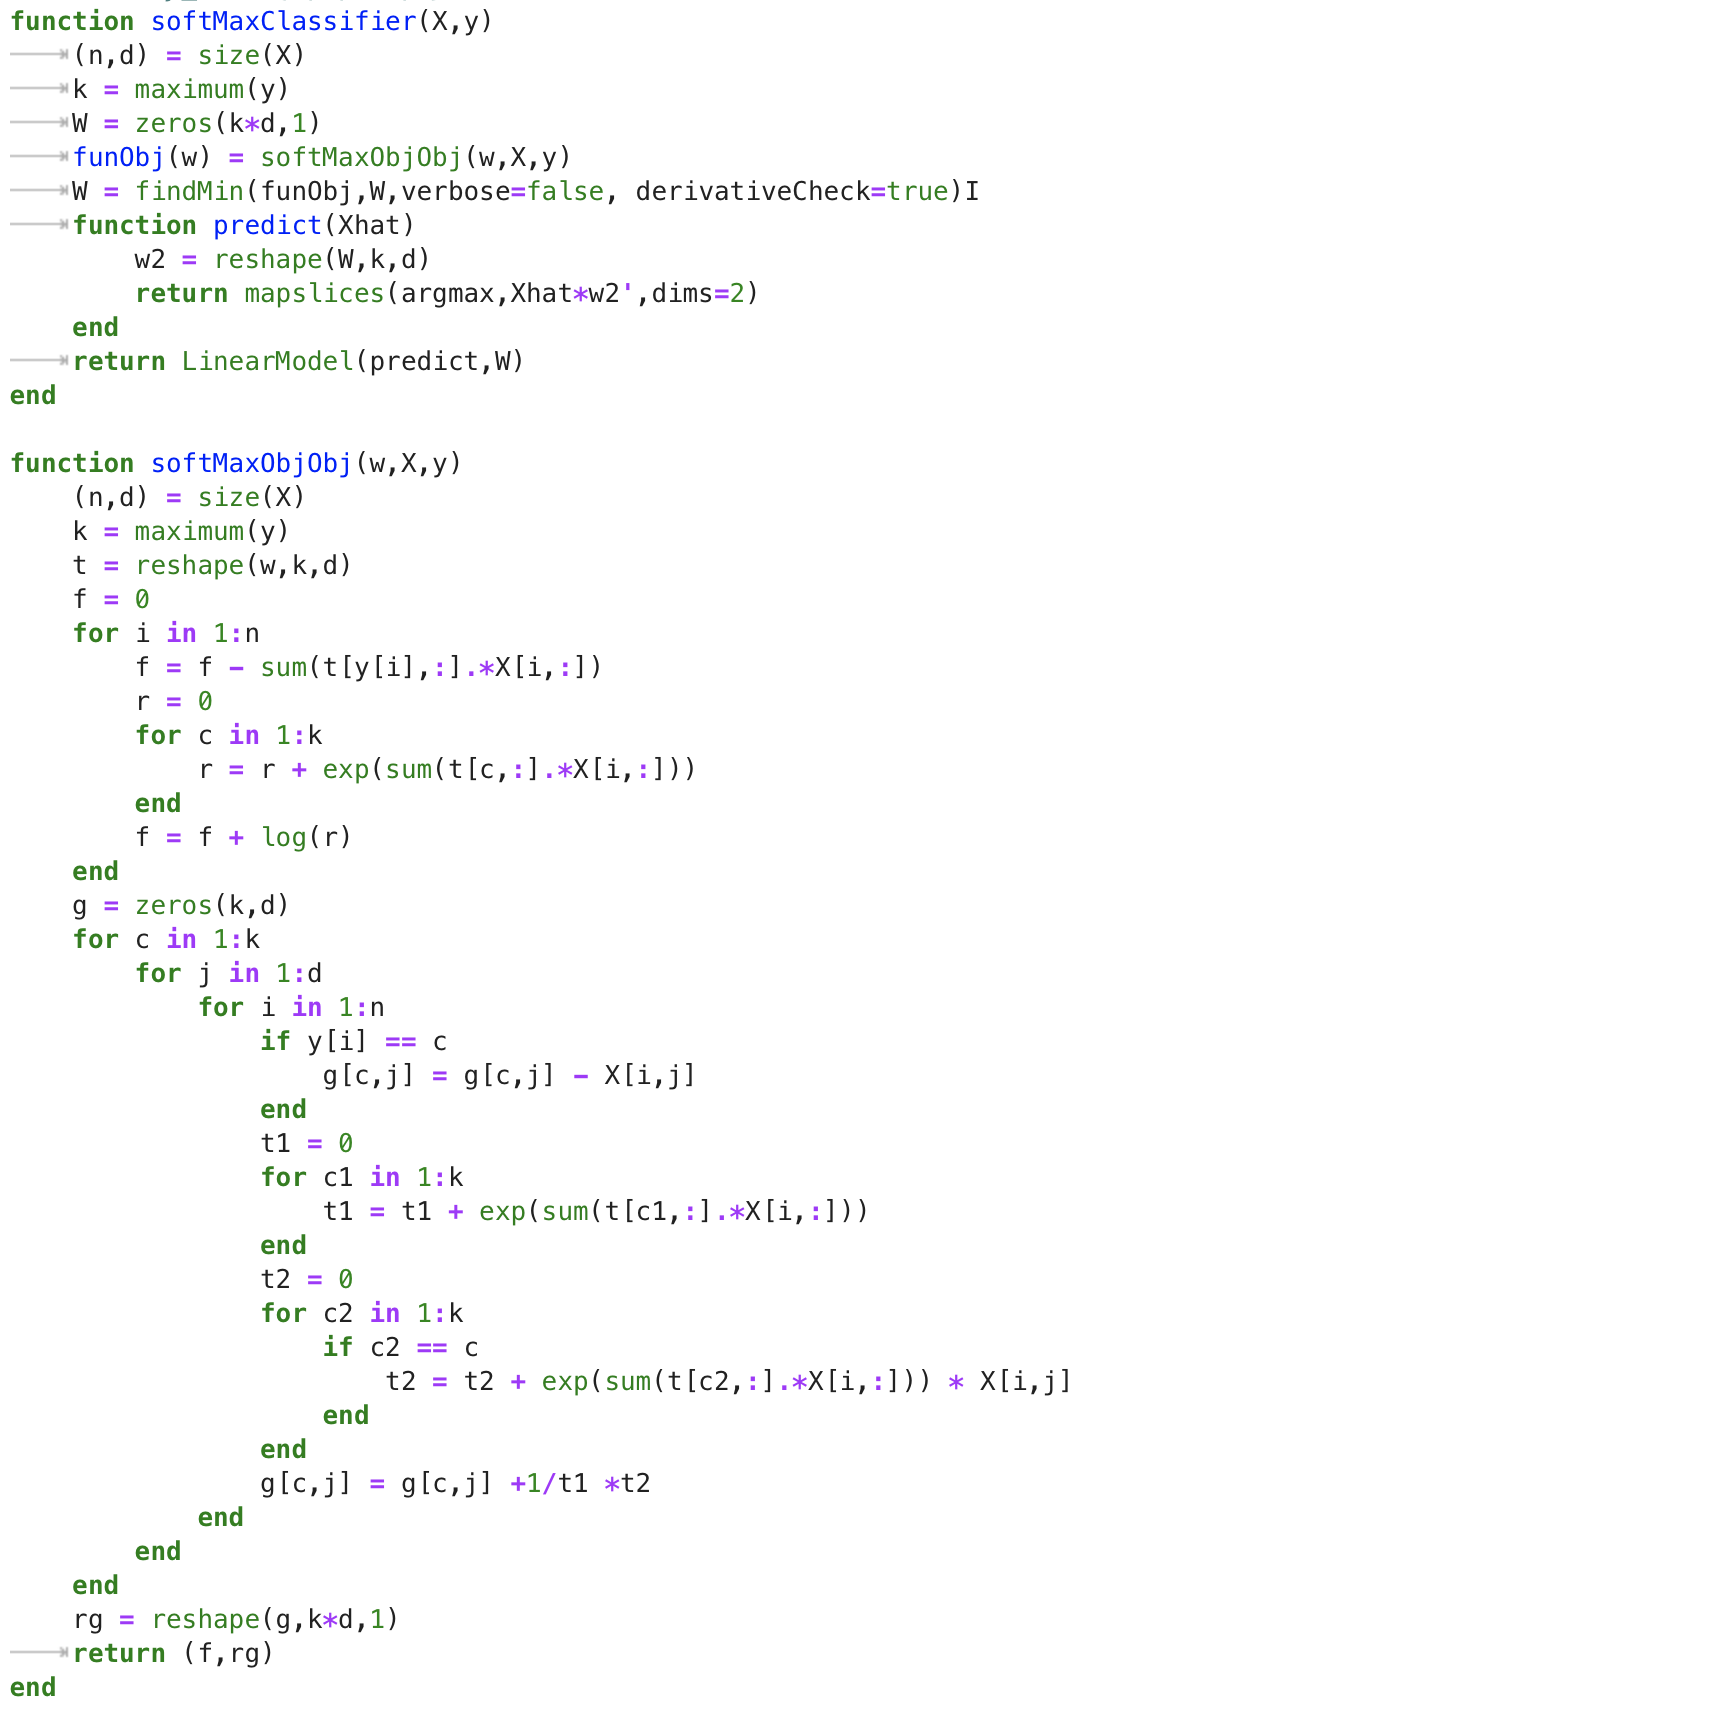 function softMaxClassifier(X,y)
    (n,d) = size(X)
    k = maximum(y)
    W = zeros(k*d,1)
    funObj(w) = softMaxObjObj(w,X,y)
    W = findMin(funObj,W,verbose=false, derivativeCheck=true)I
    function predict(Xhat)
        w2 = reshape(W,k,d)
        return mapslices(argmax,Xhat*w2',dims=2)
    end
    return LinearModel(predict,W)
end

function softMaxObjObj(w,X,y)
    (n,d) = size(X)
    k = maximum(y)
    t = reshape(w,k,d)
    f = 0
    for i in 1:n
        f = f - sum(t[y[i],:].*X[i,:])
        r = 0
        for c in 1:k
            r = r + exp(sum(t[c,:].*X[i,:]))
        end
        f = f + log(r)
    end
    g = zeros(k,d)
    for c in 1:k
        for j in 1:d
            for i in 1:n
                if y[i] == c
                    g[c,j] = g[c,j] - X[i,j]
                end
                t1 = 0
                for c1 in 1:k
                    t1 = t1 + exp(sum(t[c1,:].*X[i,:]))
                end
                t2 = 0
                for c2 in 1:k
                    if c2 == c
                        t2 = t2 + exp(sum(t[c2,:].*X[i,:])) * X[i,j]
                    end
                end
                g[c,j] = g[c,j] +1/t1 *t2
            end
        end
    end
    rg = reshape(g,k*d,1)
    return (f,rg)
end